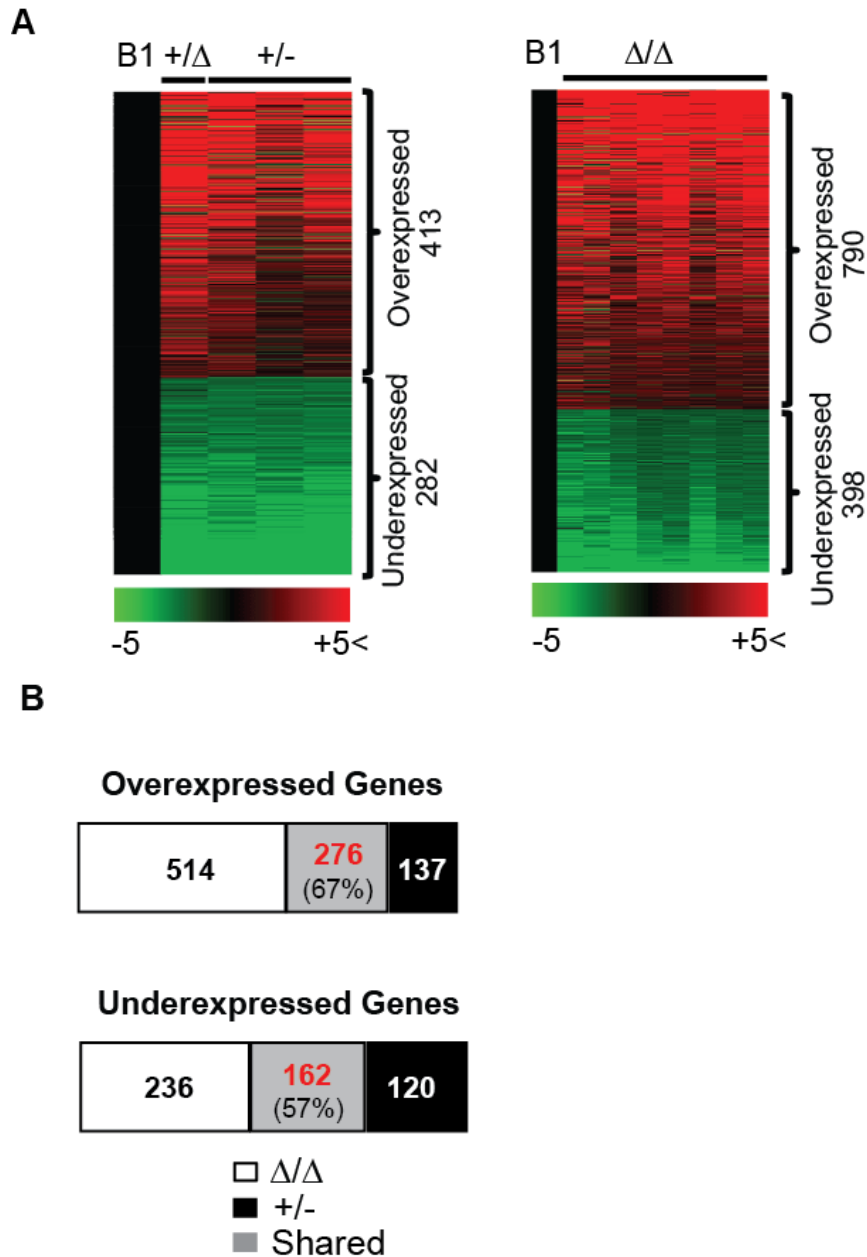 A
B1 +/Δ +/-
Overexpressed
413
Underexpressed
282
-5 +5<
B1 Δ/Δ
Overexpressed
790
Underexpressed
398
-5 +5<
B
Overexpressed Genes
514 276 137
(67%)
Underexpressed Genes
236 162 120
(57%)
Δ/Δ
+/-
Shared